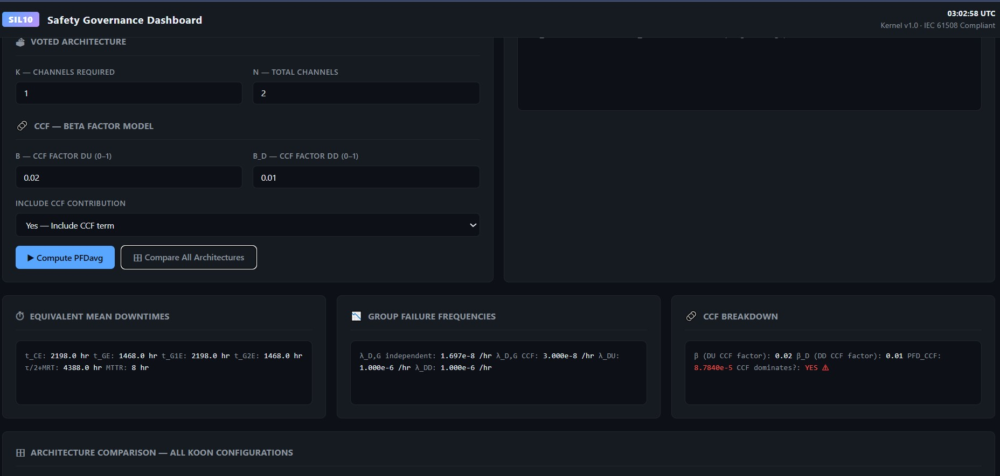 SIL10
Safety Governance Dashboard
03:02:58 UTC
Kernel v1.0 · IEC 61508 Compliant
VOTED ARCHITECTURE
K — CHANNELS REQUIRED
N — TOTAL CHANNELS
1
2
CCF — BETA FACTOR MODEL
Β — CCF FACTOR DU (0–1)
Β_D — CCF FACTOR DD (0–1)
0.02
0.01
INCLUDE CCF CONTRIBUTION
Yes — Include CCF term
▶ Compute PFDavg
Compare All Architectures
EQUIVALENT MEAN DOWNTIMES
t_CE: 2198.0 hr t_GE: 1468.0 hr t_G1E: 2198.0 hr t_G2E: 1468.0 hr
τ/2+MRT: 4388.0 hr MTTR: 8 hr
GROUP FAILURE FREQUENCIES
λ_D,G independent: 1.697e-8 /hr λ_D,G CCF: 3.000e-8 /hr λ_DU:
1.000e-6 /hr λ_DD: 1.000e-6 /hr
CCF BREAKDOWN
β (DU CCF factor): 0.02 β_D (DD CCF factor): 0.01 PFD_CCF:
8.7840e-5 CCF dominates?: YES ⚠
ARCHITECTURE COMPARISON — ALL KOON CONFIGURATIONS